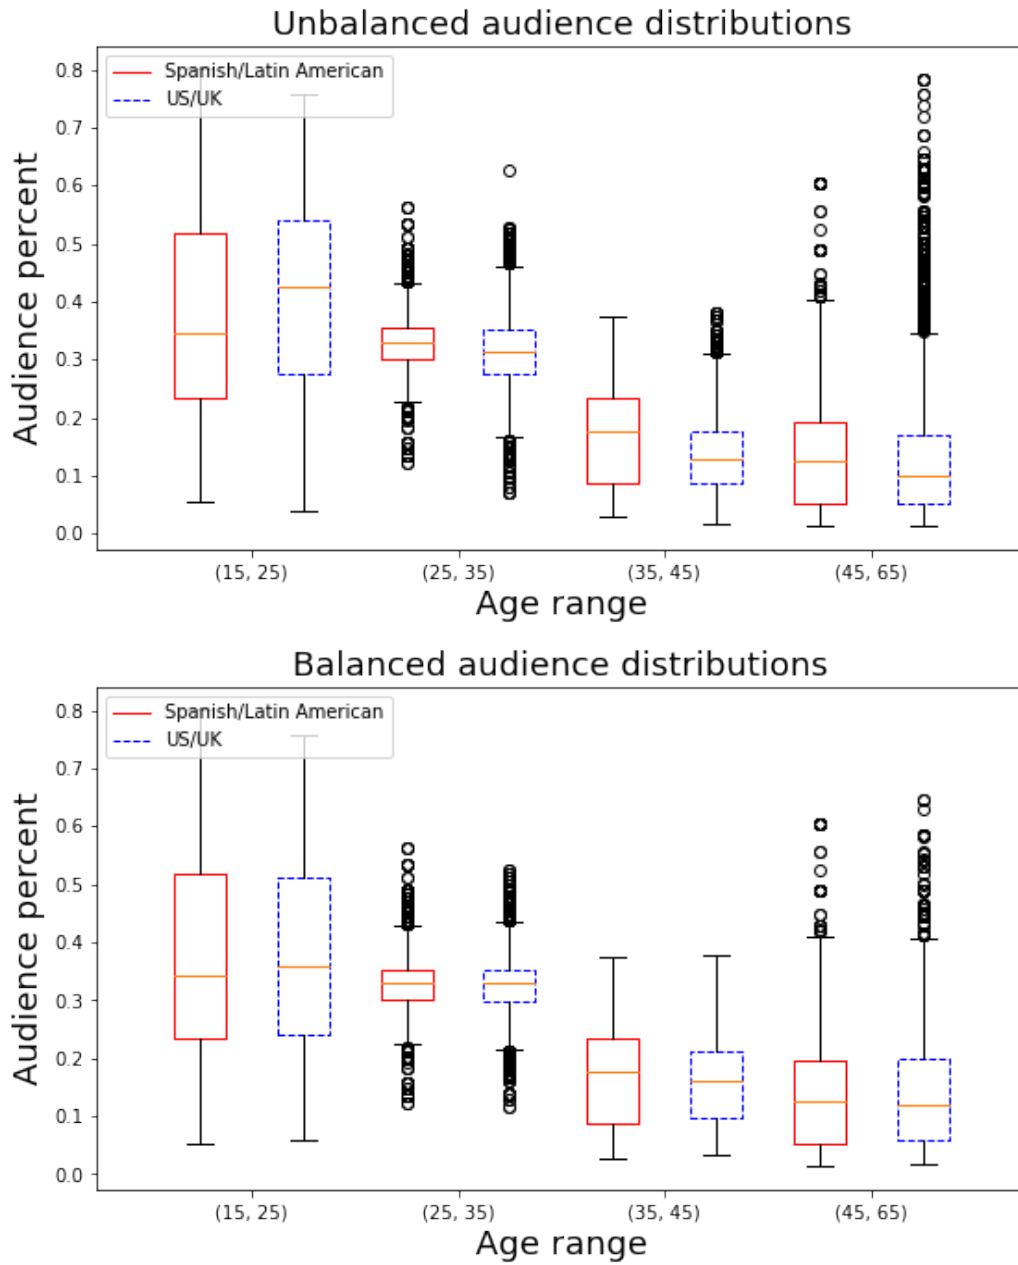 Unbalanced audience distributions
Spanish/Latin American
US/UK
Audience percent
0.8
0.7
0.6
0.5
0.4
0.3
0.2
0.1
0.0
(15, 25)
(25, 35)
(35, 45)
(45, 65)
Age range
Balanced audience distributions
Spanish/Latin American
US/UK
Audience percent
0.8
0.7
0.6
0.5
0.4
0.3
0.2
0.1
0.0
(15, 25)
(25, 35)
(35, 45)
(45, 65)
Age range